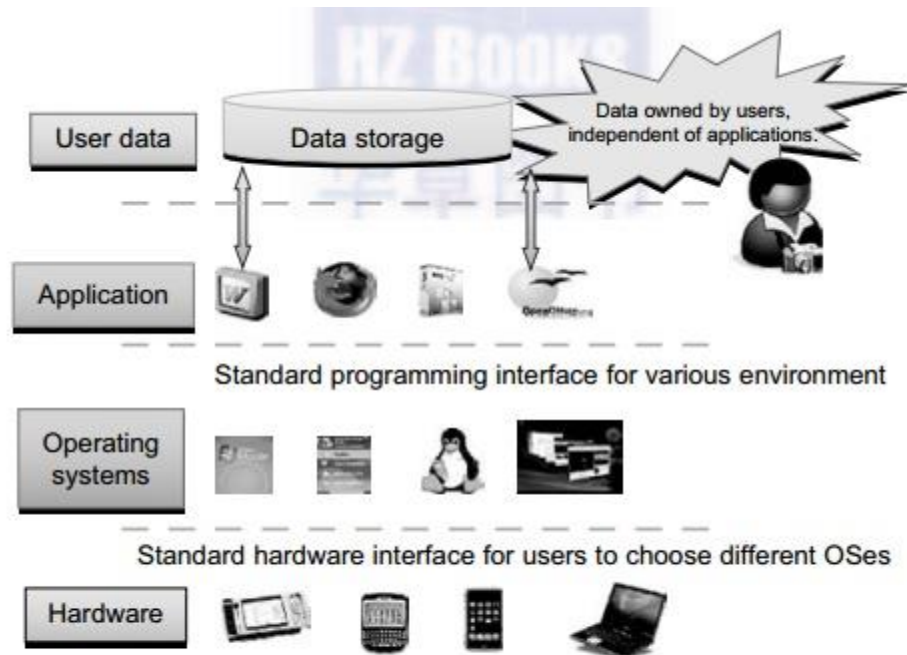 HZ BOOKS
Data owned by users,
independent of applications.
User data
Data storage
Application
W
Standard programming interface for various environment
Operating
systems
Standard hardware interface for users to choose different OSes
Hardware